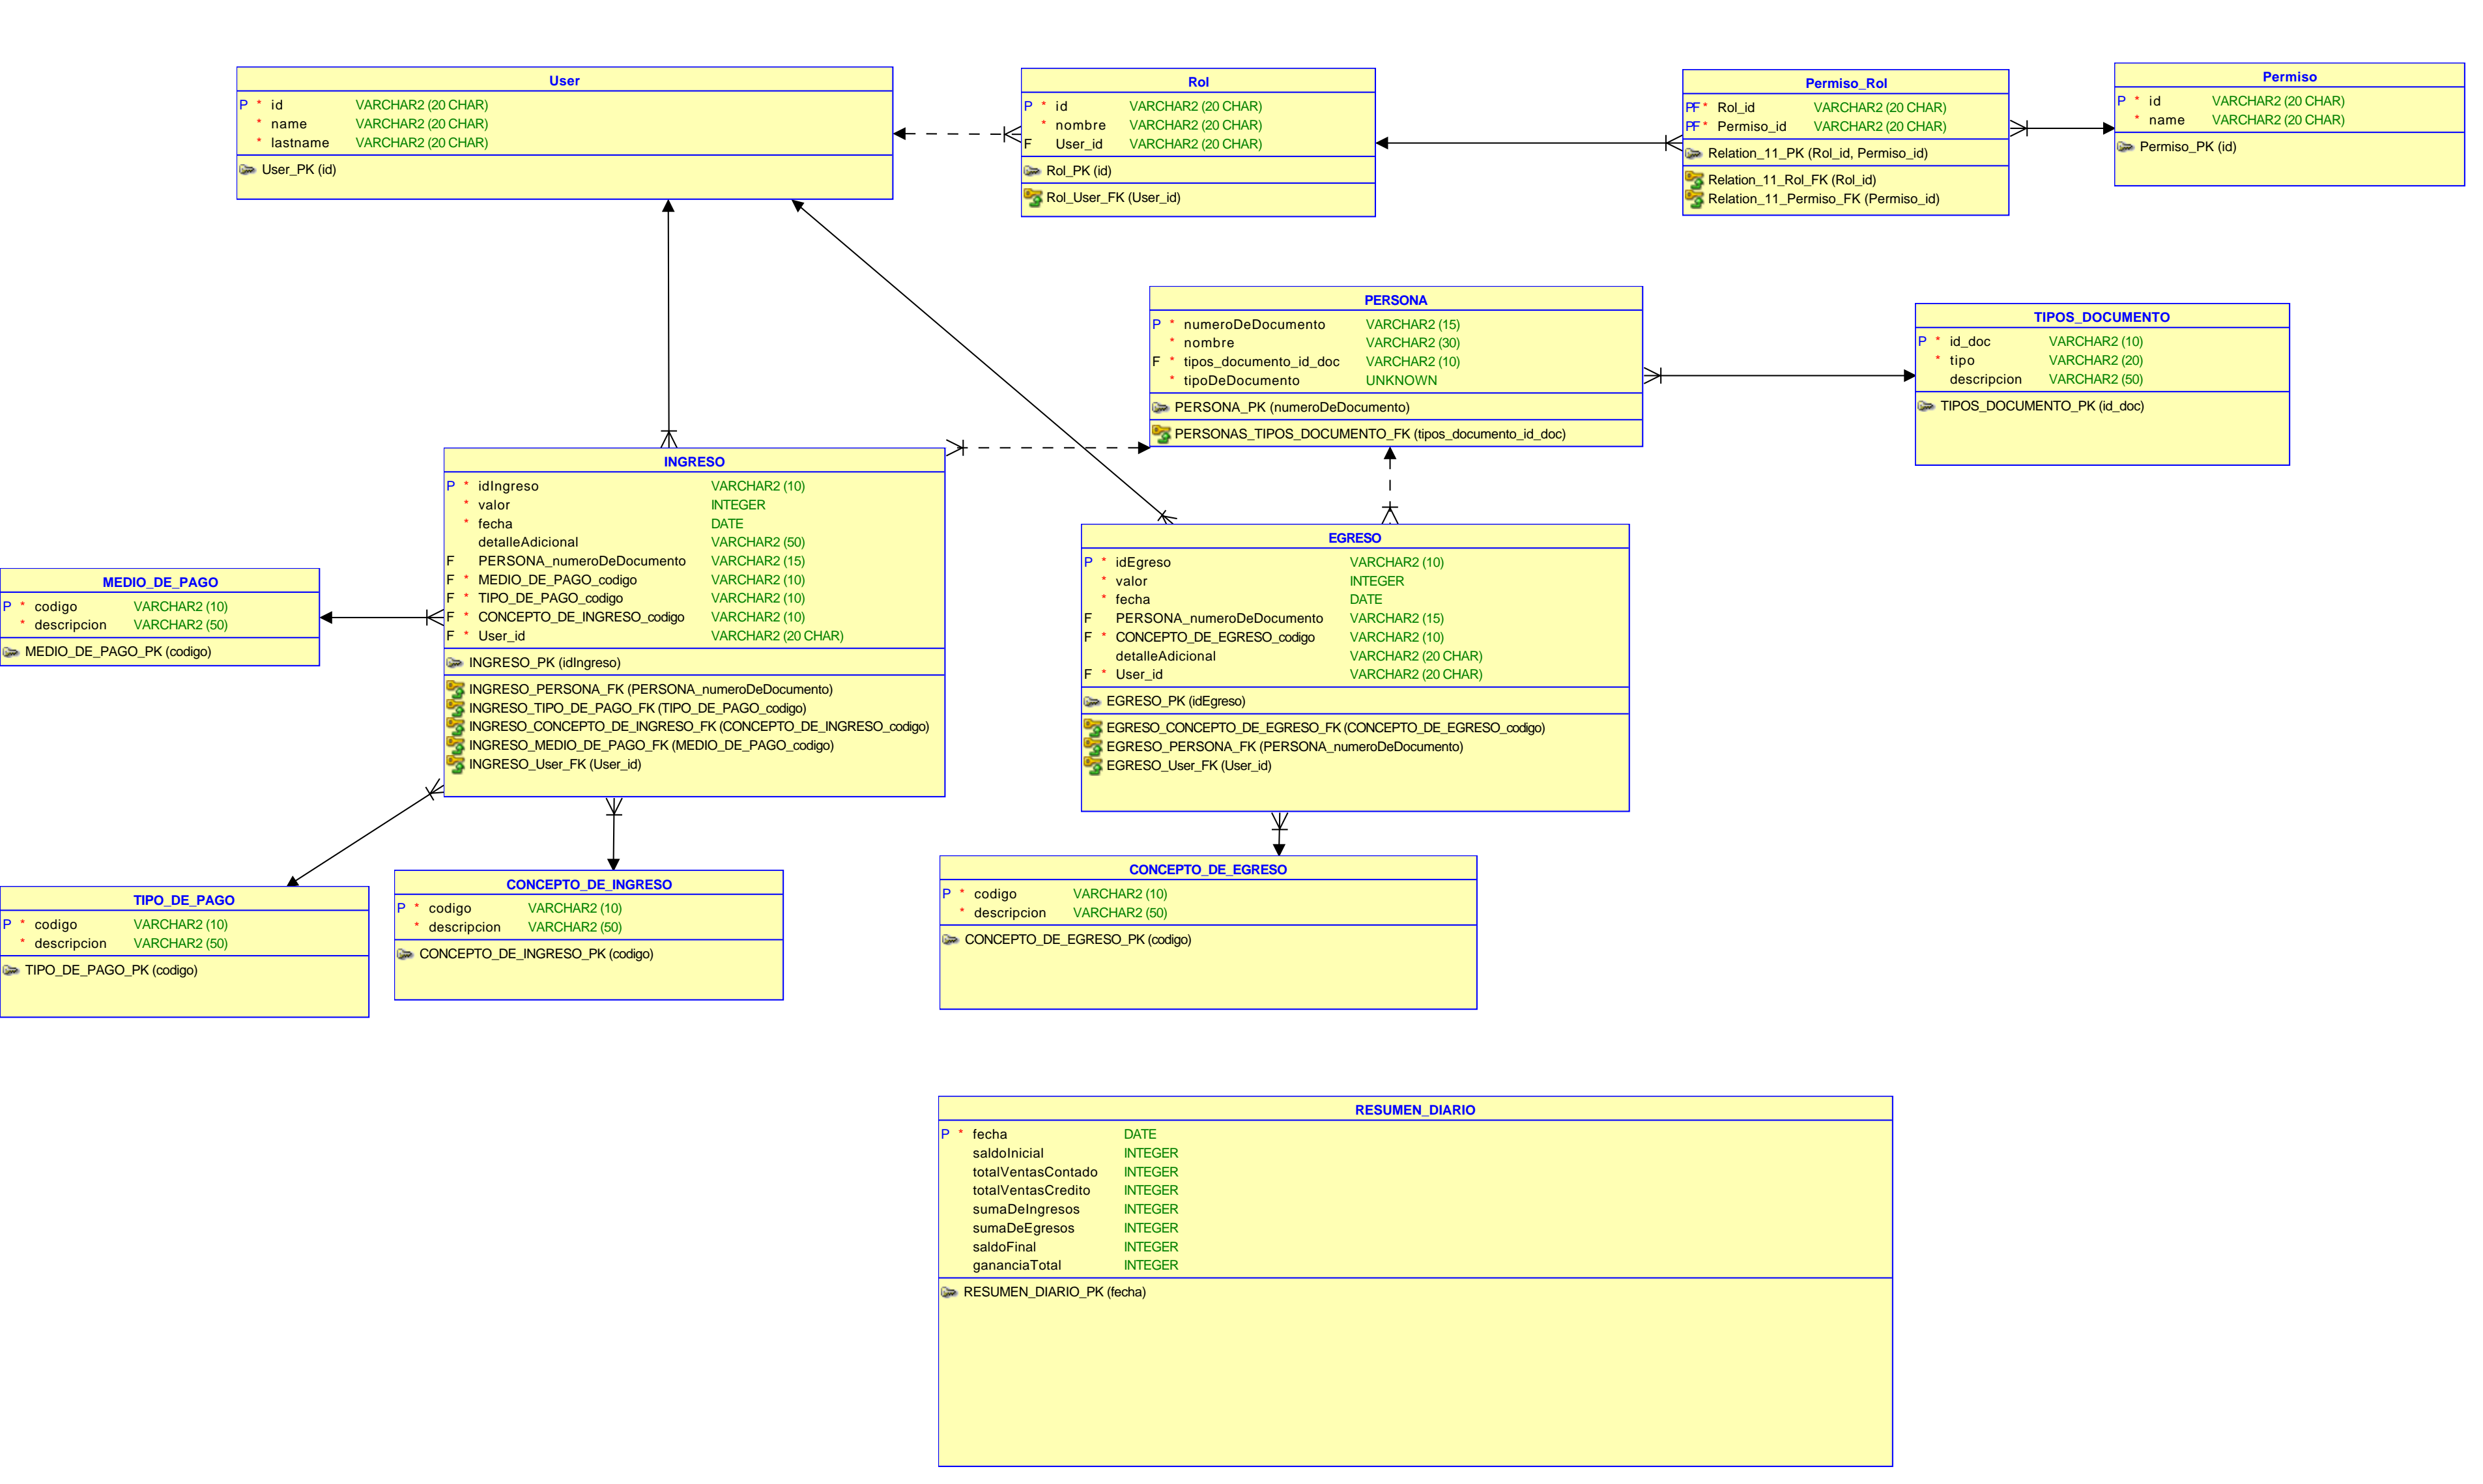 User
P * id VARCHAR2 (20 CHAR)
* name VARCHAR2 (20 CHAR)
* lastname VARCHAR2 (20 CHAR)
User_PK (id)
Rol
P * id VARCHAR2 (20 CHAR)
* nombre VARCHAR2 (20 CHAR)
F User_id VARCHAR2 (20 CHAR)
Rol_PK (id)
Rol_User_FK (User_id)
Permiso_Rol
PF * Rol_id VARCHAR2 (20 CHAR)
PF * Permiso_id VARCHAR2 (20 CHAR)
Relation_11_PK (Rol_id, Permiso_id)
Relation_11_Rol_FK (Rol_id)
Relation_11_Permiso_FK (Permiso_id)
Permiso
P * id VARCHAR2 (20 CHAR)
* name VARCHAR2 (20 CHAR)
Permiso_PK (id)
PERSONA
P * numeroDeDocumento VARCHAR2 (15)
* nombre VARCHAR2 (30)
F * tipos_documento_id_doc VARCHAR2 (10)
* tipoDeDocumento UNKNOWN
PERSONA_PK (numeroDeDocumento)
PERSONAS_TIPOS_DOCUMENTO_FK (tipos_documento_id_doc)
TIPOS_DOCUMENTO
P * id_doc VARCHAR2 (10)
* tipo VARCHAR2 (20)
descripcion VARCHAR2 (50)
TIPOS_DOCUMENTO_PK (id_doc)
INGRESO
P * idIngreso VARCHAR2 (10)
* valor INTEGER
* fecha DATE
detalleAdicional VARCHAR2 (50)
F PERSONA_numeroDeDocumento VARCHAR2 (15)
F * MEDIO_DE_PAGO_codigo VARCHAR2 (10)
F * TIPO_DE_PAGO_codigo VARCHAR2 (10)
F * CONCEPTO_DE_INGRESO_codigo VARCHAR2 (10)
F * User_id VARCHAR2 (20 CHAR)
INGRESO_PK (idIngreso)
INGRESO_PERSONA_FK (PERSONA_numeroDeDocumento)
INGRESO_TIPO_DE_PAGO_FK (TIPO_DE_PAGO_codigo)
INGRESO_CONCEPTO_DE_INGRESO_FK (CONCEPTO_DE_INGRESO_codigo)
INGRESO_MEDIO_DE_PAGO_FK (MEDIO_DE_PAGO_codigo)
INGRESO_User_FK (User_id)
EGRESO
P * idEgreso VARCHAR2 (10)
* valor INTEGER
* fecha DATE
F PERSONA_numeroDeDocumento VARCHAR2 (15)
F * CONCEPTO_DE_EGRESO_codigo VARCHAR2 (10)
detalleAdicional VARCHAR2 (20 CHAR)
F * User_id VARCHAR2 (20 CHAR)
EGRESO_PK (idEgreso)
EGRESO_CONCEPTO_DE_EGRESO_FK (CONCEPTO_DE_EGRESO_codigo)
EGRESO_PERSONA_FK (PERSONA_numeroDeDocumento)
EGRESO_User_FK (User_id)
MEDIO_DE_PAGO
P * codigo VARCHAR2 (10)
* descripcion VARCHAR2 (50)
MEDIO_DE_PAGO_PK (codigo)
TIPO_DE_PAGO
P * codigo VARCHAR2 (10)
* descripcion VARCHAR2 (50)
TIPO_DE_PAGO_PK (codigo)
CONCEPTO_DE_INGRESO
P * codigo VARCHAR2 (10)
* descripcion VARCHAR2 (50)
CONCEPTO_DE_INGRESO_PK (codigo)
CONCEPTO_DE_EGRESO
P * codigo VARCHAR2 (10)
* descripcion VARCHAR2 (50)
CONCEPTO_DE_EGRESO_PK (codigo)
RESUMEN_DIARIO
P * fecha DATE
saldoInicial INTEGER
totalVentasContado INTEGER
totalVentasCredito INTEGER
sumaDeIngresos INTEGER
sumaDeEgresos INTEGER
saldoFinal INTEGER
gananciaTotal INTEGER
RESUMEN_DIARIO_PK (fecha)